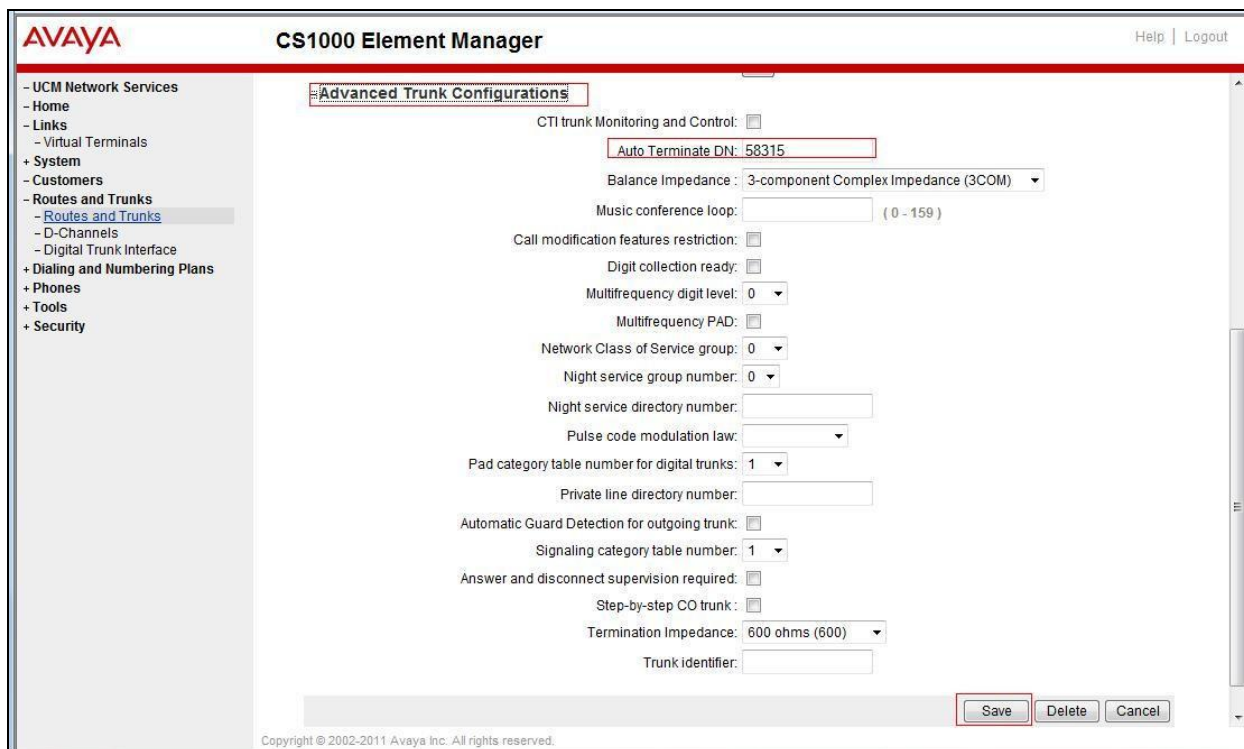 AVAYA
CS1000 Element Manager
Help | Logout
– UCM Network Services
– Home
– Links
– Virtual Terminals
+ System
– Customers
– Routes and Trunks
– Routes and Trunks
– D-Channels
– Digital Trunk Interface
+ Dialing and Numbering Plans
+ Phones
+ Tools
+ Security
Advanced Trunk Configurations
CTI trunk Monitoring and Control:
Auto Terminate DN: 58315
Balance Impedance : 3-component Complex Impedance (3COM)
Music conference loop: ( 0 - 159 )
Call modification features restriction:
Digit collection ready:
Multifrequency digit level: 0
Multifrequency PAD:
Network Class of Service group: 0
Night service group number: 0
Night service directory number:
Pulse code modulation law:
Pad category table number for digital trunks: 1
Private line directory number:
Automatic Guard Detection for outgoing trunk:
Signaling category table number: 1
Answer and disconnect supervision required:
Step-by-step CO trunk :
Termination Impedance: 600 ohms (600)
Trunk identifier:
Save Delete Cancel
Copyright © 2002-2011 Avaya Inc. All rights reserved.